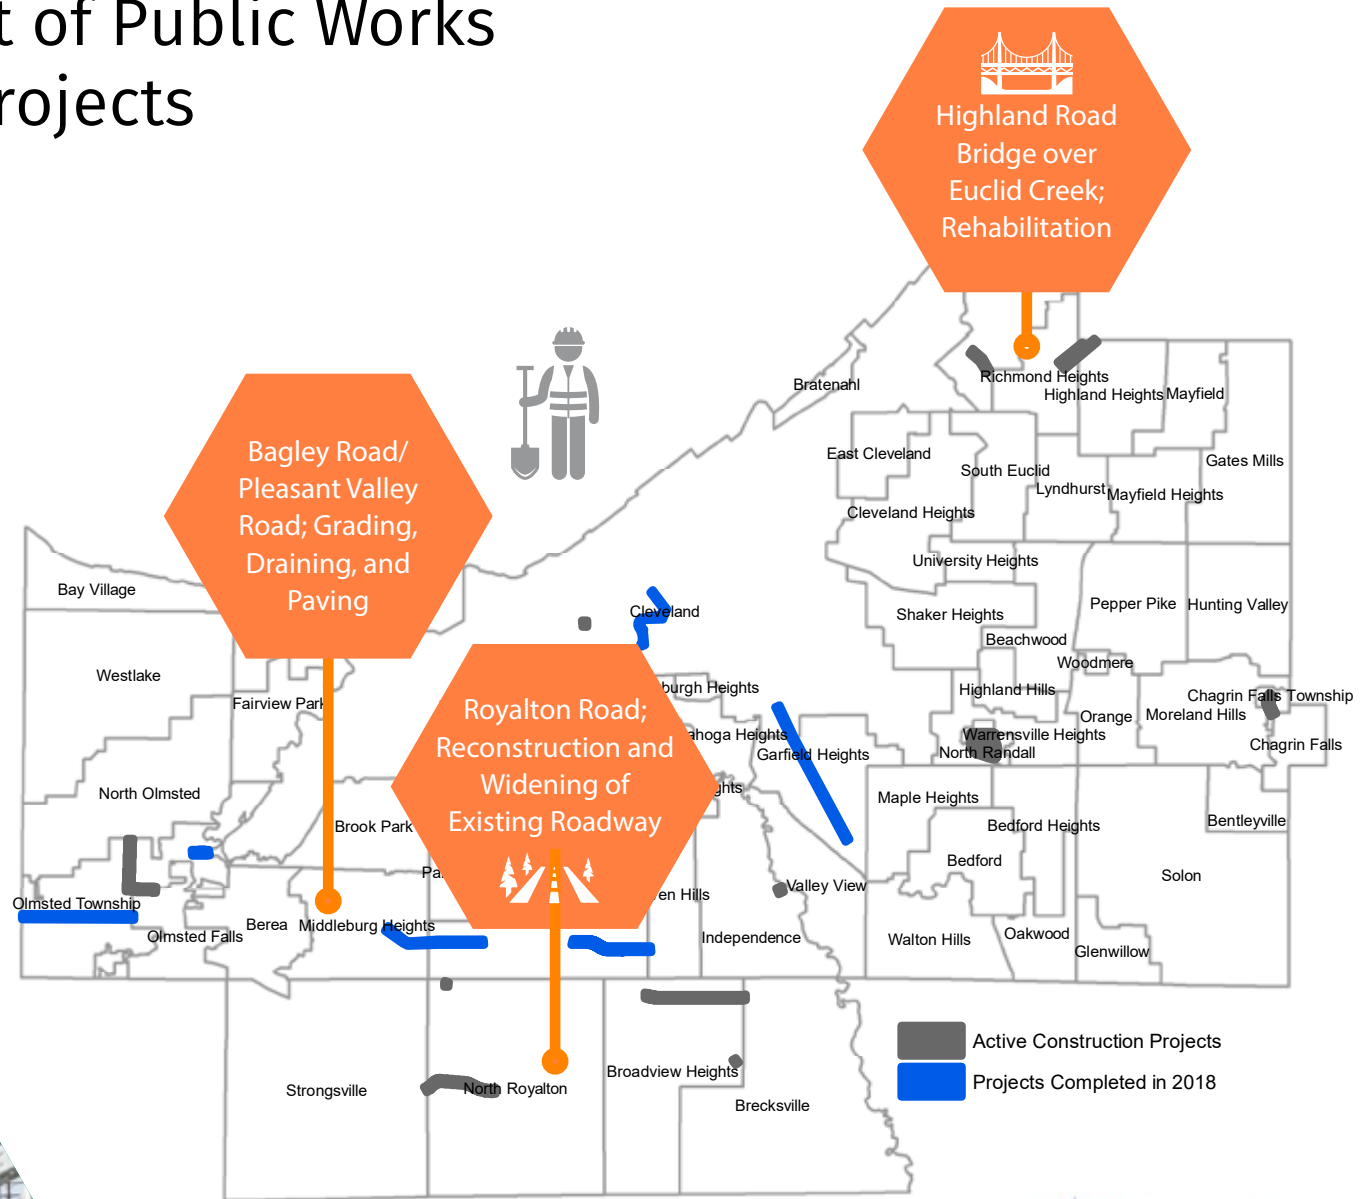 t of Public Works
rojects
Highland Road
Bridge over
Euclid Creek;
Rehabilitation
Bratenahl
Richmond Heights
Highland Heights
Mayfield
Bagley Road/
Pleasant Valley
Road; Grading,
Draining, and
Paving
East Cleveland
South Euclid
Gates Mills
Lyndhurst
Mayfield Heights
Cleveland Heights
University Heights
Bay Village
Cleveland
Shaker Heights
Pepper Pike
Hunting Valley
Beachwood
Woodmere
Westlake
Fairview Park
burgh Heights
Highland Hills
Chagrin Falls Township
Orange
Moreland Hills
Royalton Road;
Reconstruction and
Widening of
Existing Roadway
ahoga Heights
Garfield Heights
Warrensville Heights
North Randall
Chagrin Falls
North Olmsted
ghts
Maple Heights
Brook Park
Bedford Heights
Bentleyville
Pa
Bedford
Solon
Valley View
en Hills
Olmsted Township
Olmsted Falls
Berea
Middleburg Heights
Independence
Walton Hills
Oakwood
Glenwillow
Active Construction Projects
Projects Completed in 2018
Strongsville
North Royalton
Broadview Heights
Brecksville